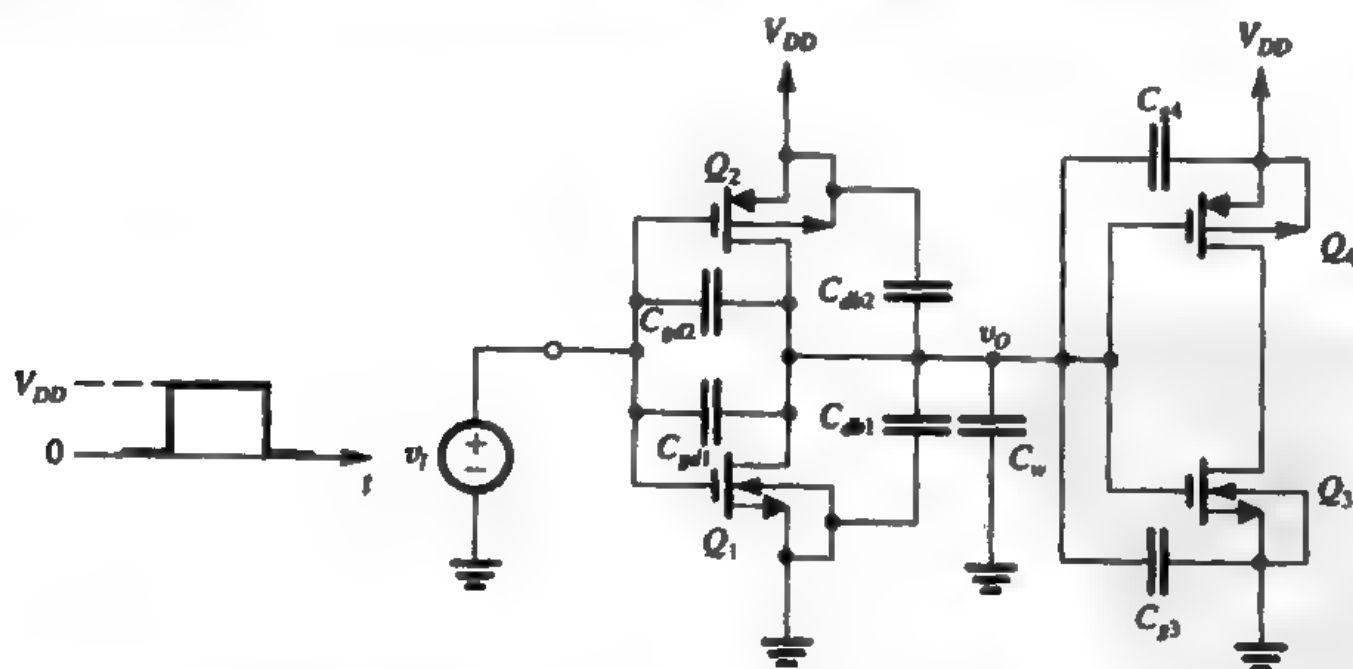 V_DD
V_DD
C_g4
Q_2
Q_4
C_gd2
C_db2
v_O
V_DD
0
t
v_I
+
−
C_gd1
C_db1
C_w
Q_1
Q_3
C_g3